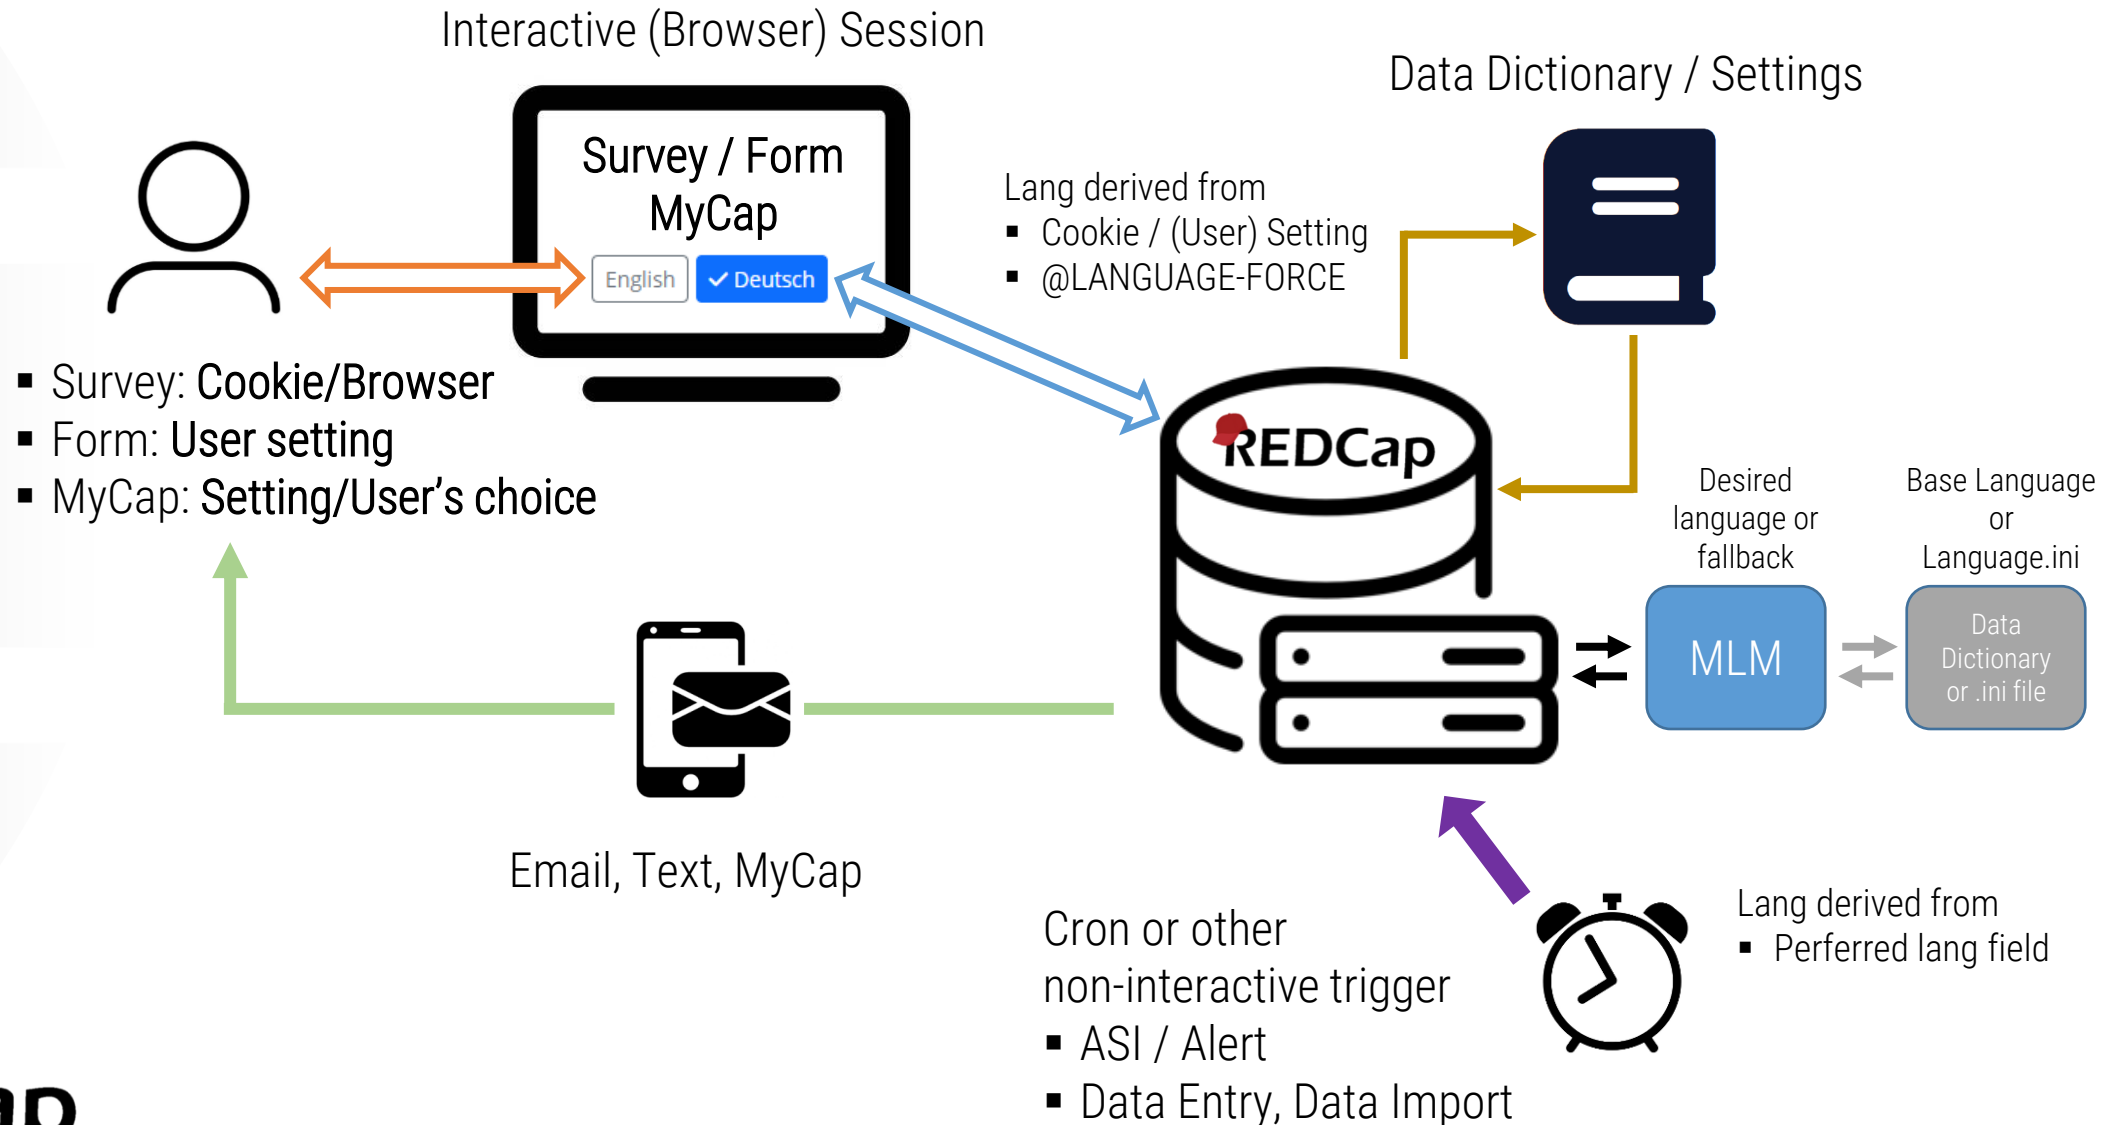 Interactive (Browser) Session
Data Dictionary / Settings
Survey / Form
MyCap
English
✓ Deutsch
Lang derived from
▪ Cookie / (User) Setting
▪ @LANGUAGE-FORCE
▪ Survey: Cookie/Browser
▪ Form: User setting
▪ MyCap: Setting/User's choice
REDCap
Desired
language or
fallback
Base Language
or
Language.ini
MLM
Data
Dictionary
or .ini file
Email, Text, MyCap
Cron or other
non-interactive trigger
▪ ASI / Alert
▪ Data Entry, Data Import
Lang derived from
▪ Perferred lang field